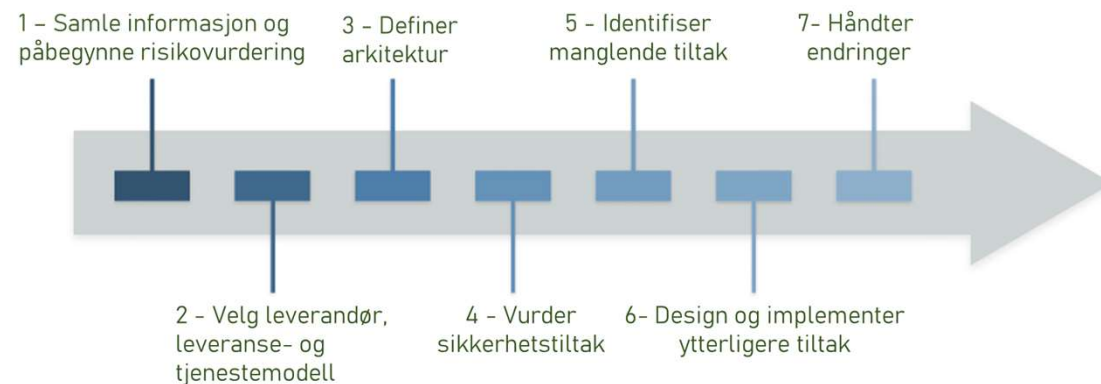 1 – Samle informasjon og
påbegynne risikovurdering
2 - Velg leverandør,
leveranse- og
tjenestemodell
3 - Definer
arkitektur
4 - Vurder
sikkerhetstiltak
5 - Identifiser
manglende tiltak
6- Design og implementer
ytterligere tiltak
7- Håndter
endringer